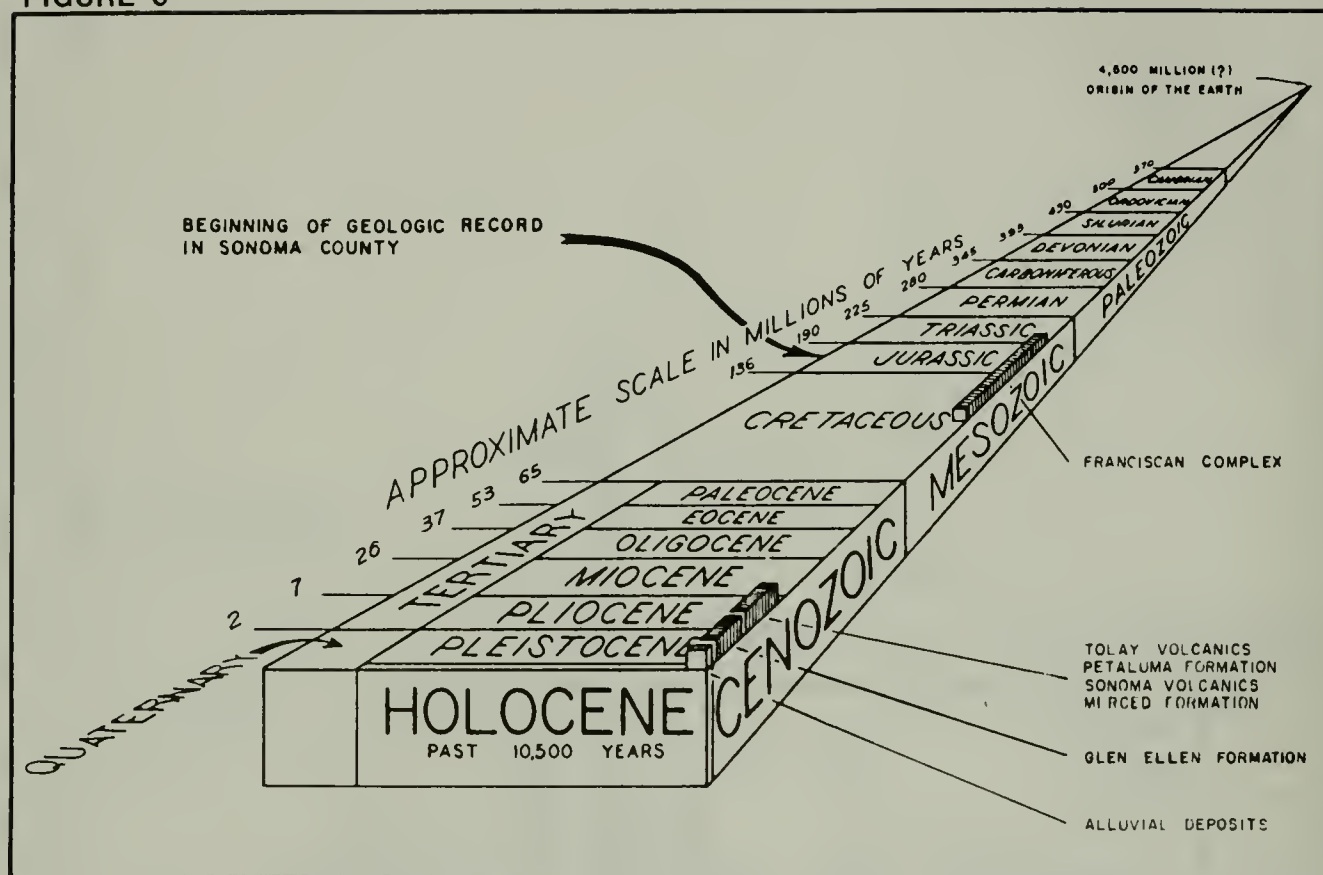 FIGURE
MILLION (?)
ORIGIN OF THE EARTH
BEGINNING OF GEOLOGIC RECORD
IN SONOMA COUNTY
APPROXIMATE SCALE IN MILLIONS OF YEARS
570
500
430
395
345
280
225
190
136
65
53
37
26
7
2
CAMBRIAN
ORDOVICIAN
SILURIAN
DEVONIAN
CARBONIFEROUS
PERMIAN
TRIASSIC
JURASSIC
CRETACEOUS
PALEOCENE
EOCENE
OLIGOCENE
MIOCENE
PLIOCENE
PLEISTOCENE
HOLOCENE
PAST 10,500 YEARS
TERTIARY
QUATERNARY
PALEOZOIC
MESOZOIC
CENOZOIC
FRANCISCAN COMPLEX
TOLAY VOLCANICS
PETALUMA FORMATION
SONOMA VOLCANICS
MERCED FORMATION
GLEN ELLEN FORMATION
ALLUVIAL DEPOSITS